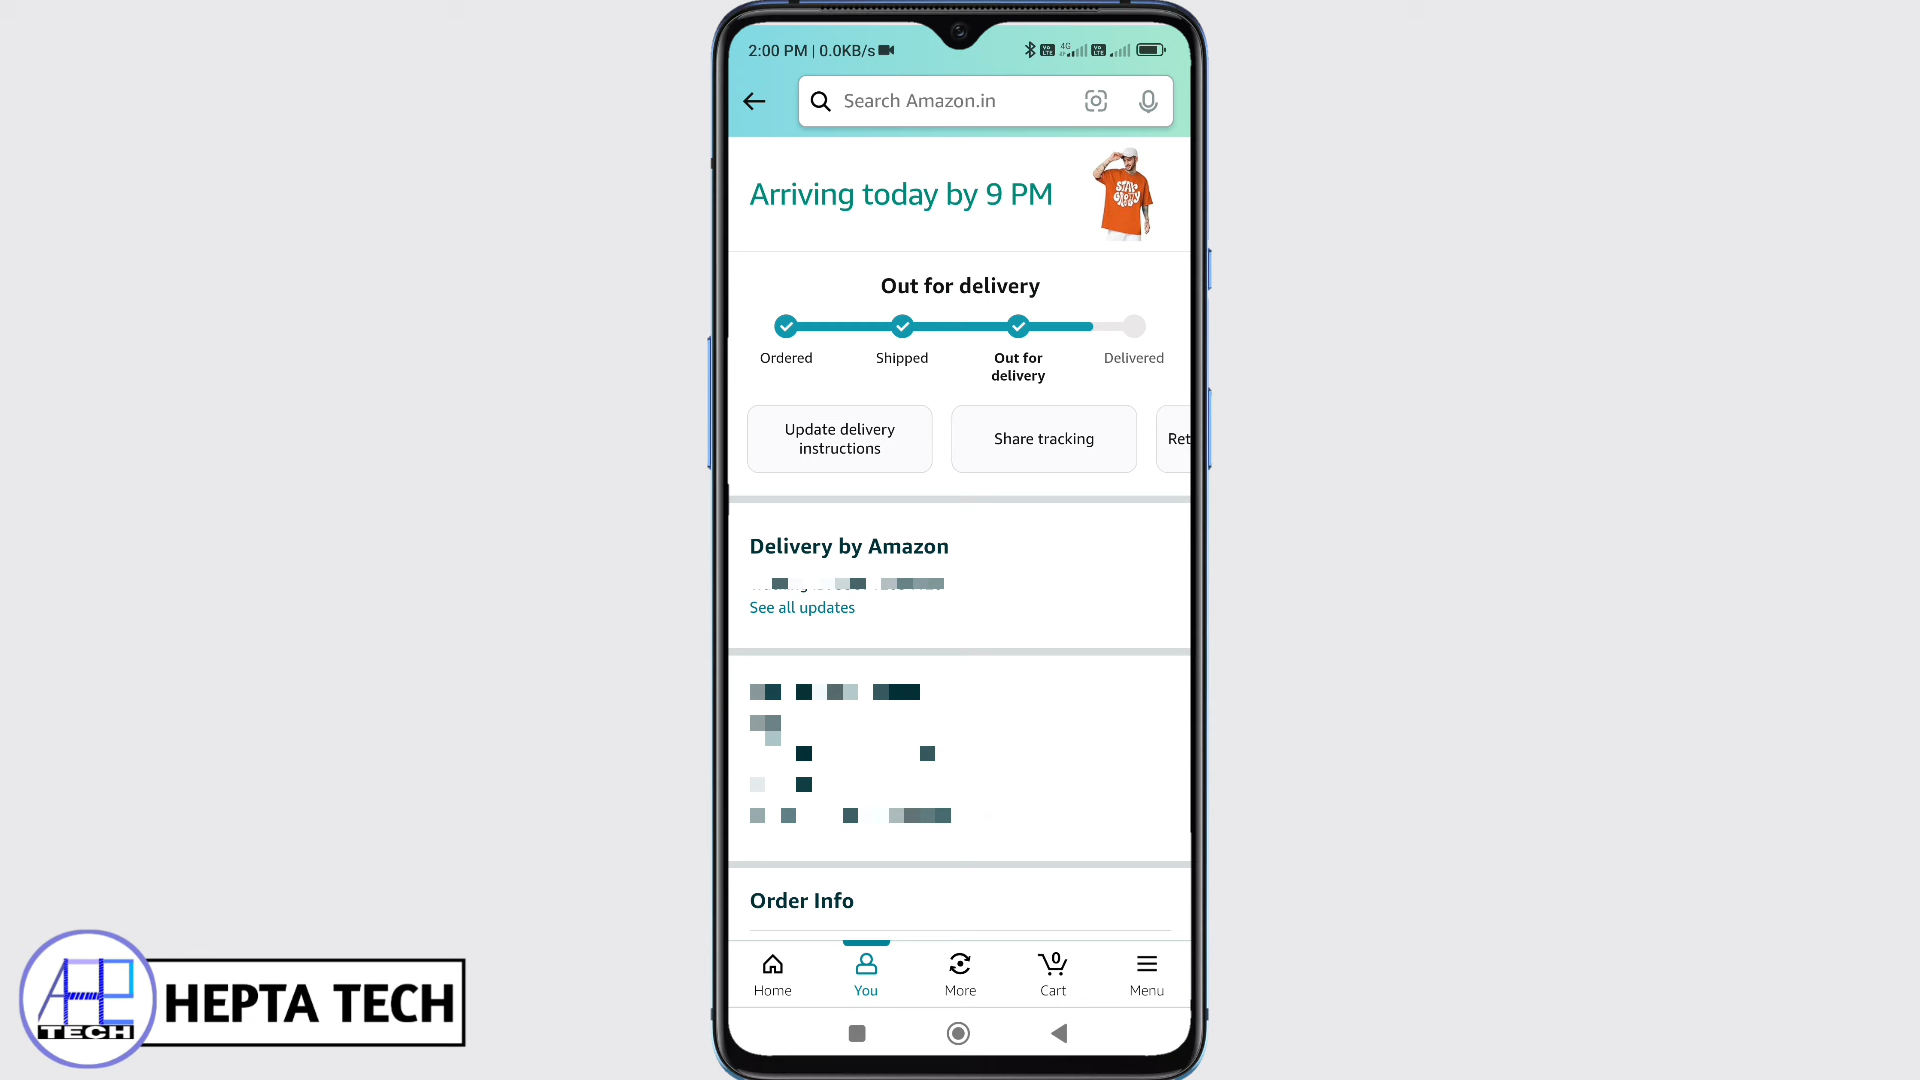 2:00 PM | 0.0KB/s
4G
Search Amazon.in
Arriving today by 9 PM
STAY
Out for delivery
Ordered
Shipped
Out for
delivery
Delivered
Update delivery
instructions
Share tracking
Ret
Delivery by Amazon
See all updates
Order Info
0
Home
You
More
Cart
Menu
TECH
HEPTA TECH